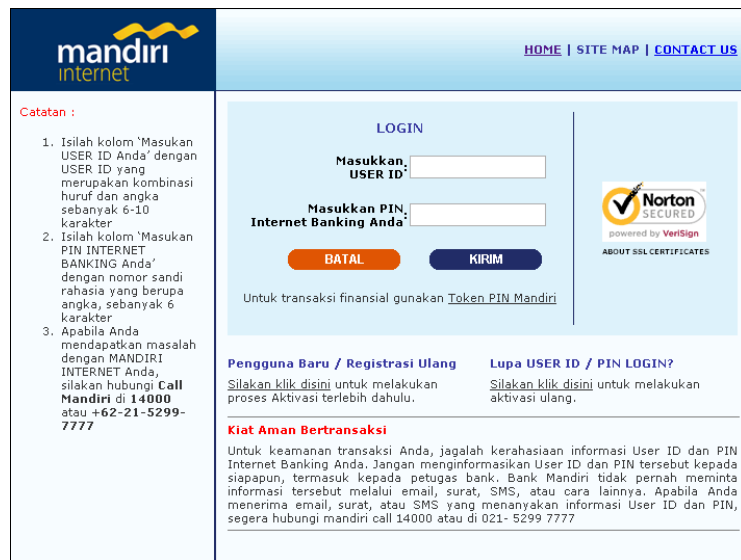 mandiri
internet
HOME | SITE MAP | CONTACT US
Catatan :
1. Isilah kolom ‘Masukan
USER ID Anda’ dengan
USER ID yang
merupakan kombinasi
huruf dan angka
sebanyak 6-10
karakter
2. Isilah kolom ‘Masukan
PIN INTERNET
BANKING Anda’
dengan nomor sandi
rahasia yang berupa
angka, sebanyak 6
karakter
3. Apabila Anda
mendapatkan masalah
dengan MANDIRI
INTERNET Anda,
silakan hubungi Call
Mandiri di 14000
atau +62-21-5299-
7777
LOGIN
Masukkan
USER ID:
Masukkan PIN
Internet Banking Anda:
BATAL KIRIM
Untuk transaksi finansial gunakan Token PIN Mandiri
Norton
SECURED
powered by VeriSign
ABOUT SSL CERTIFICATES
Pengguna Baru / Registrasi Ulang
Silakan klik disini untuk melakukan
proses Aktivasi terlebih dahulu.
Lupa USER ID / PIN LOGIN?
Silakan klik disini untuk melakukan
aktivasi ulang.
Kiat Aman Bertransaksi
Untuk keamanan transaksi Anda, jagalah kerahasiaan informasi User ID dan PIN
Internet Banking Anda. Jangan menginformasikan User ID dan PIN tersebut kepada
siapapun, termasuk kepada petugas bank. Bank Mandiri tidak pernah meminta
informasi tersebut melalui email, surat, SMS, atau cara lainnya. Apabila Anda
menerima email, surat, atau SMS yang menanyakan informasi User ID dan PIN,
segera hubungi mandiri call 14000 atau di 021- 5299 7777